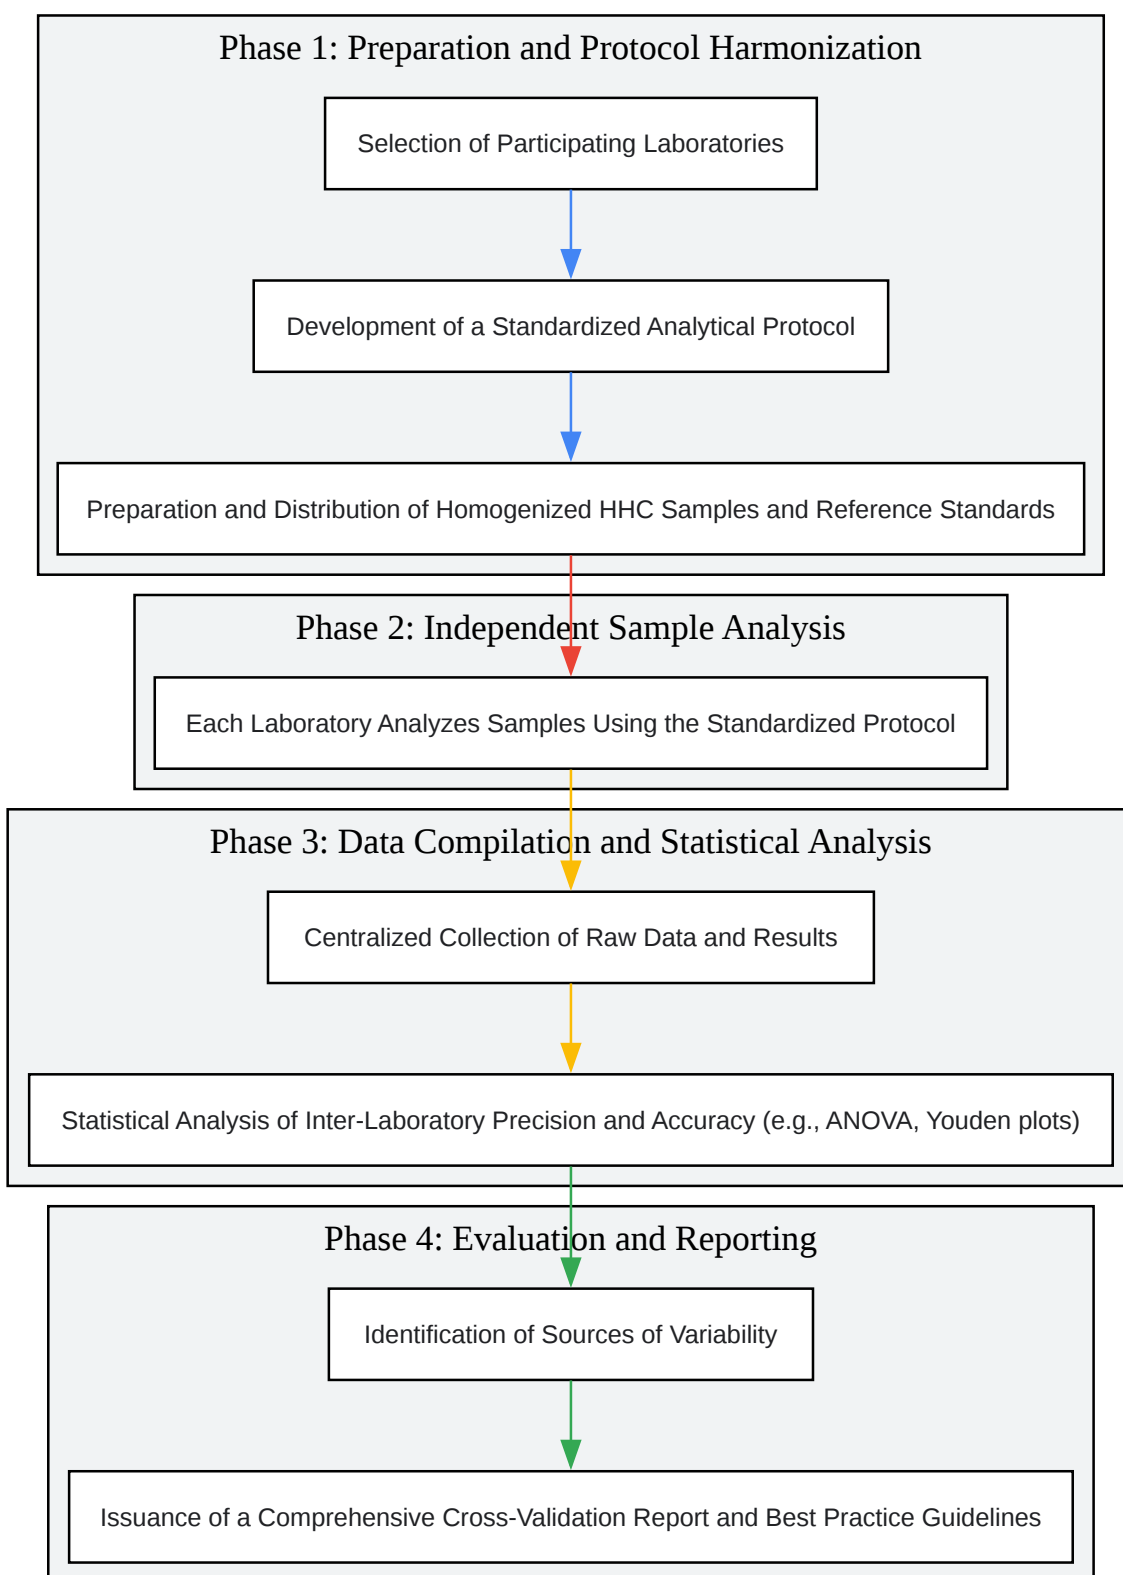 Phase 1: Preparation and Protocol Harmonization
Selection of Participating Laboratories
Development of a Standardized Analytical Protocol
Preparation and Distribution of Homogenized HHC Samples and Reference Standards
Phase 2: Independent Sample Analysis
Each Laboratory Analyzes Samples Using the Standardized Protocol
Phase 3: Data Compilation and Statistical Analysis
Centralized Collection of Raw Data and Results
Statistical Analysis of Inter-Laboratory Precision and Accuracy (e.g., ANOVA, Youden plots)
Phase 4: Evaluation and Reporting
Identification of Sources of Variability
Issuance of a Comprehensive Cross-Validation Report and Best Practice Guidelines